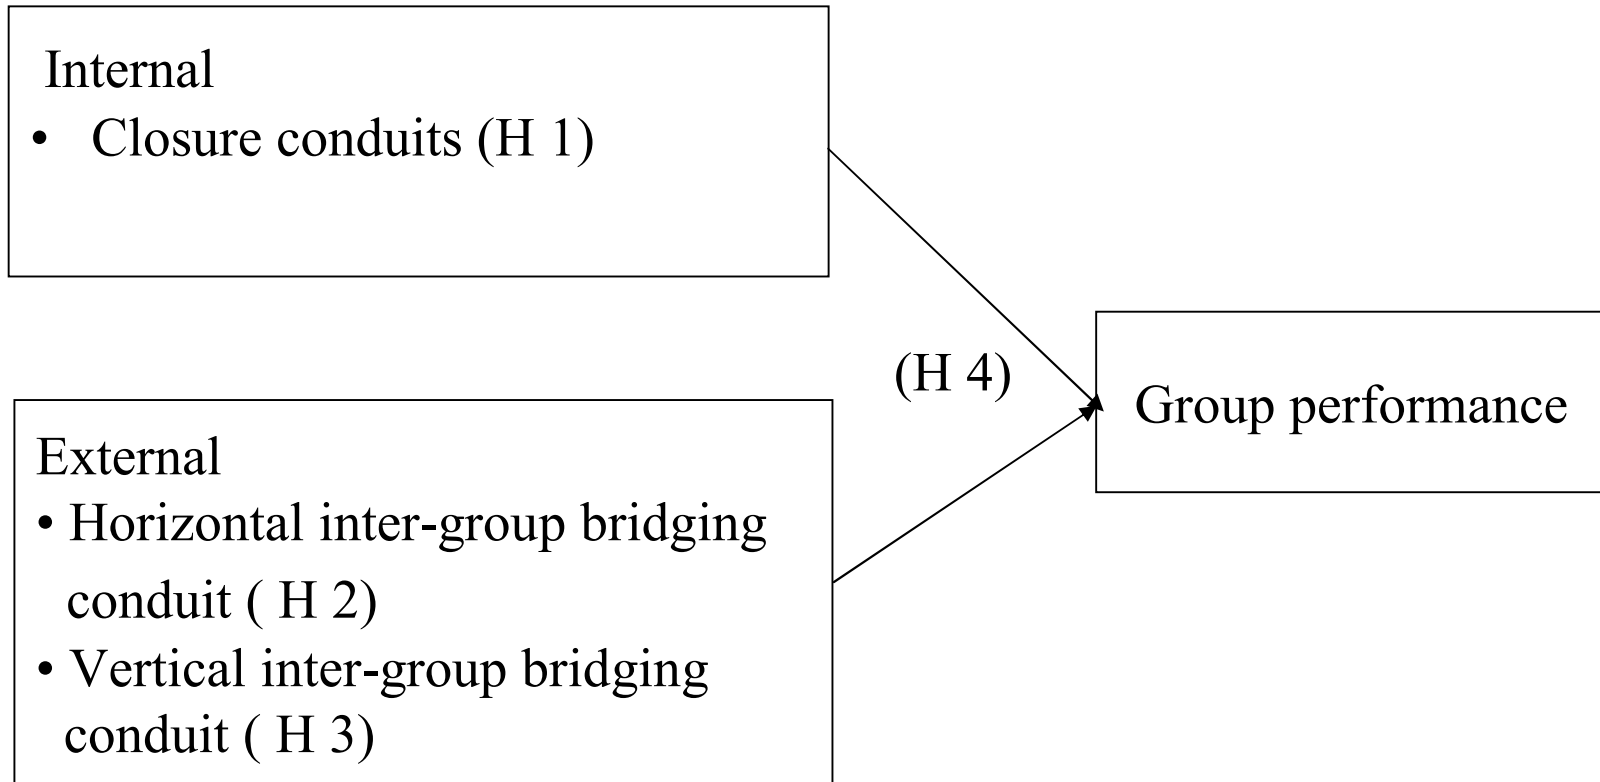 Internal
• Closure conduits (H 1)
(H 4)
Group performance
External
• Horizontal inter-group bridging
conduit ( H 2)
• Vertical inter-group bridging
conduit ( H 3)